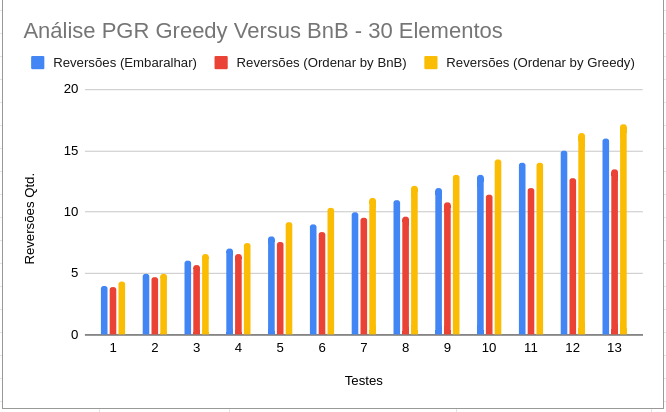 Análise PGR Greedy Versus BnB - 30 Elementos
Reversões (Embaralhar) Reversões (Ordenar by BnB) Reversões (Ordenar by Greedy)
20
15
10
5
0
Reversões Qtd.
1 2 3 4 5 6 7 8 9 10 11 12 13
Testes